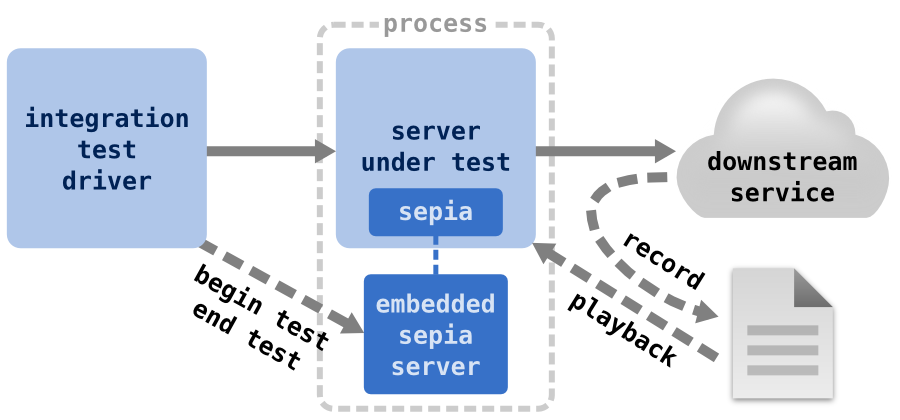 process
integration
test
driver
server
under test
sepia
downstream
service
begin test
end test
embedded
sepia
server
record
playback